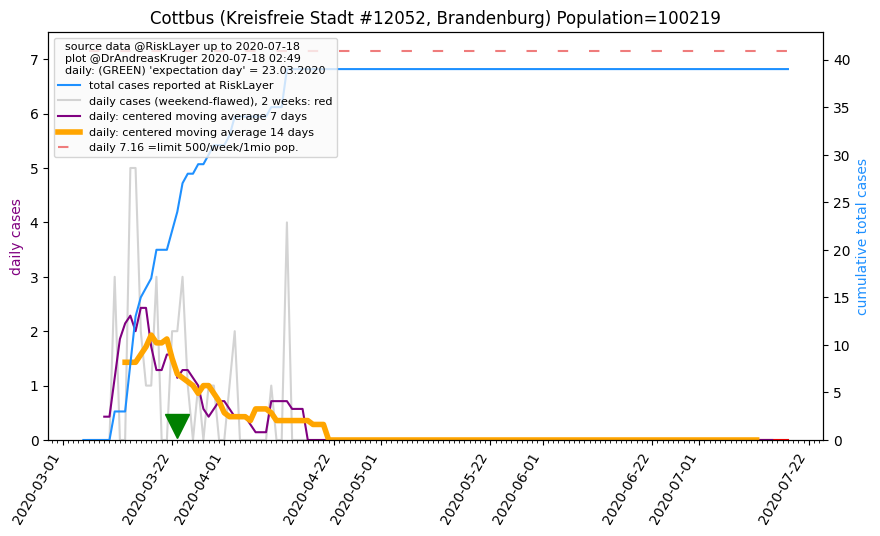 Cottbus (Kreisfreie Stadt #12052, Brandenburg) Population=100219
source data @RiskLayer up to 2020-07-18
plot @DrAndreasKruger 2020-07-18 02:49
daily: (GREEN) 'expectation day' = 23.03.2020
total cases reported at RiskLayer
daily cases (weekend-flawed), 2 weeks: red
daily: centered moving average 7 days
daily: centered moving average 14 days
daily 7.16 =limit 500/week/1mio pop.
daily cases
7
6
5
4
3
2
1
0
cumulative total cases
40
35
30
25
20
15
10
5
0
2020-03-01
2020-03-22
2020-04-01
2020-04-22
2020-05-01
2020-05-22
2020-06-01
2020-06-22
2020-07-01
2020-07-22